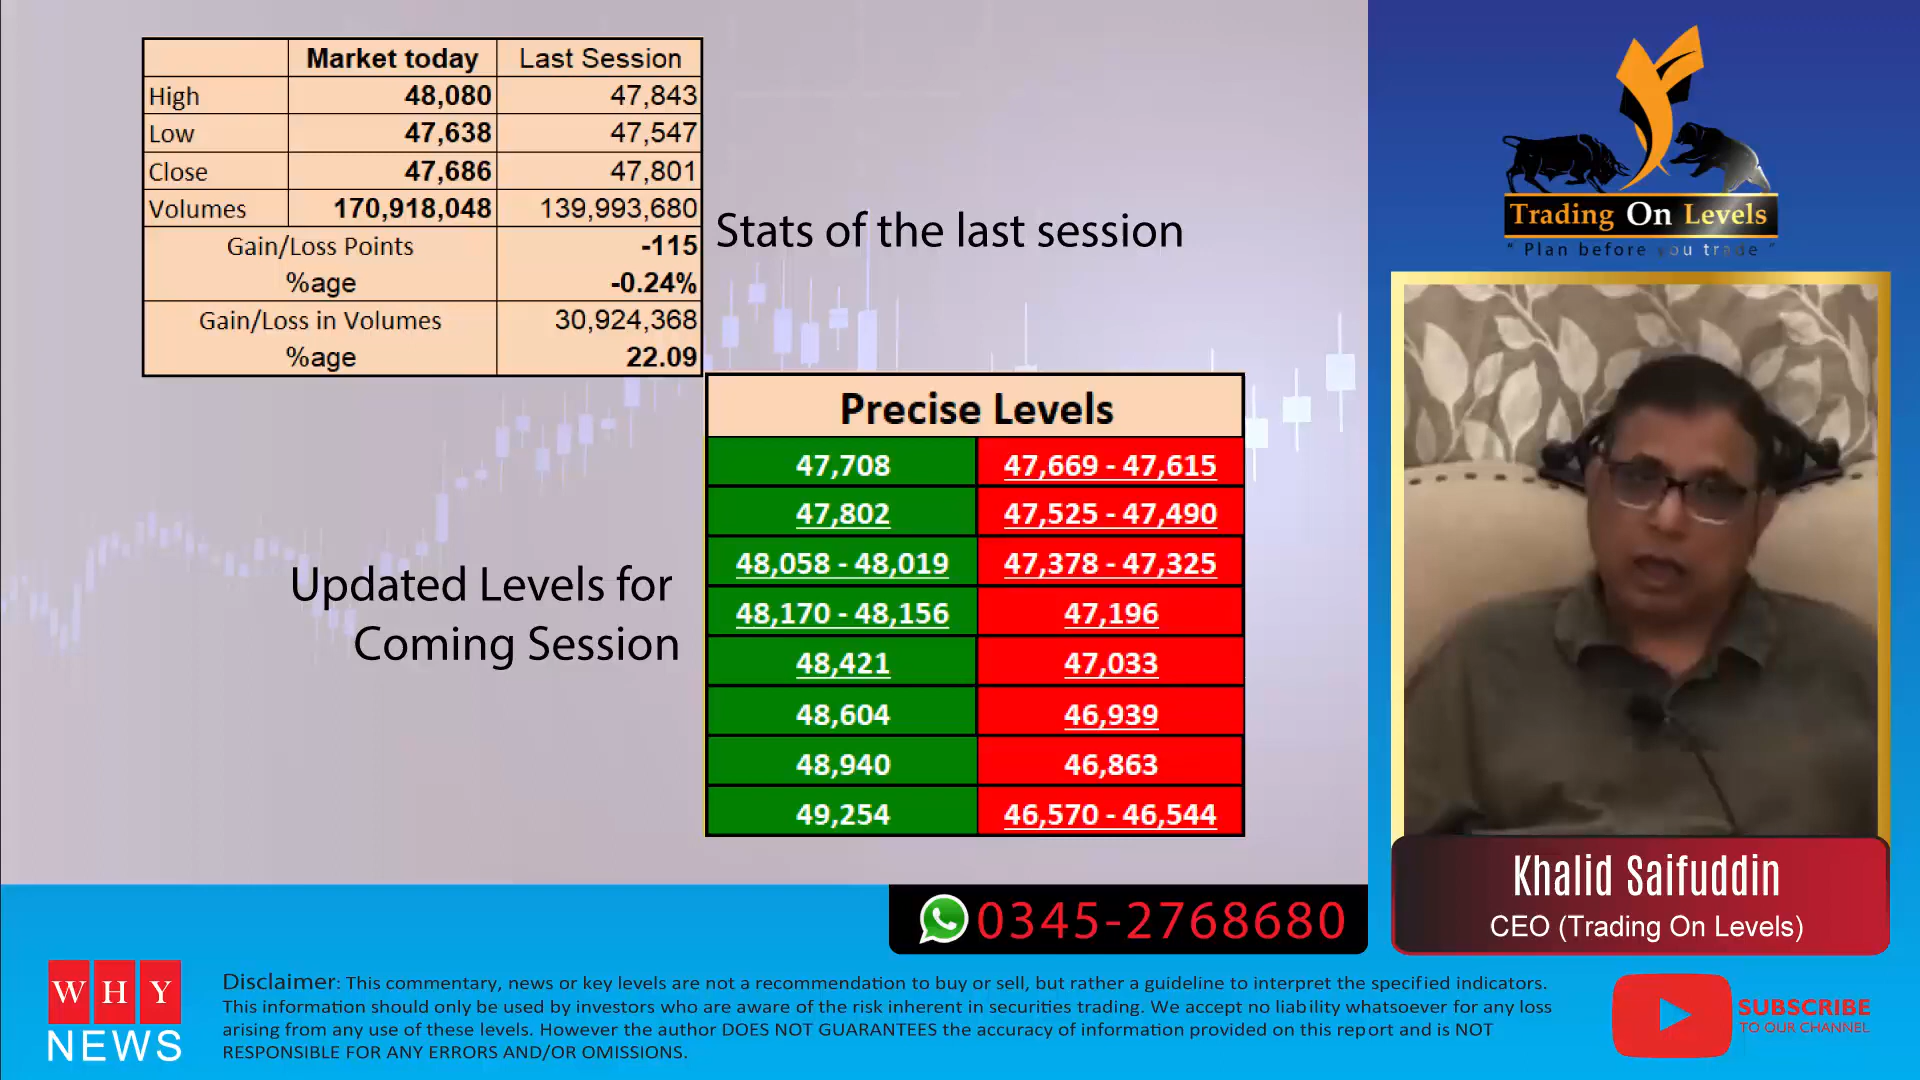 Market today Last Session
High 48,080 47,843
Low 47,638 47,547
Close 47,686 47,801
Volumes 170,918,048 139,993,680
Gain/Loss Points -115
%age -0.24%
Gain/Loss in Volumes 30,924,368
%age 22.09
Stats of the last session
Updated Levels for
Coming Session
Precise Levels
47,708 47,669 - 47,615
47,802 47,525 - 47,490
48,058 - 48,019 47,378 - 47,325
48,170 - 48,156 47,196
48,421 47,033
48,604 46,939
48,940 46,863
49,254 46,570 - 46,544
Trading On Levels
" Plan before you trade "
Khalid Saifuddin
CEO (Trading On Levels)
0345-2768680
WHY
NEWS
Disclaimer: This commentary, news or key levels are not a recommendation to buy or sell, but rather a guideline to interpret the specified indicators.
This information should only be used by investors who are aware of the risk inherent in securities trading. We accept no liability whatsoever for any loss
arising from any use of these levels. However the author DOES NOT GUARANTEES the accuracy of information provided on this report and is NOT
RESPONSIBLE FOR ANY ERRORS AND/OR OMISSIONS.
SUBSCRIBE
TO OUR CHANNEL